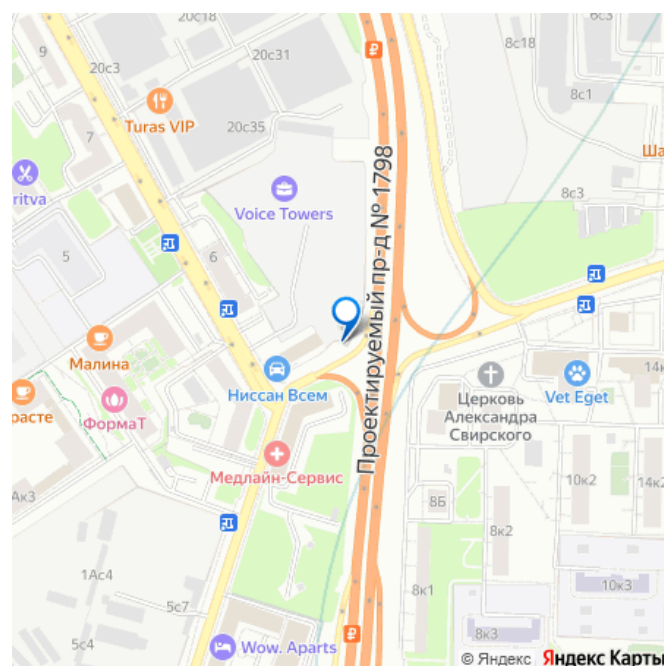 20с18
9
20с3
20с31
8с18
6с3
8с1
Turas VIP
7
20с35
Ша
ritva
8с3
Voice Towers
Проектируемый пр-д № 1798
5
6
Малина
Ниссан Всем
Церковь
Александра
Свирского
Vet Eget
расте
ФормаТ
Медлайн-Сервис
Ак3
10к2
14к2
8Б
8к2
1Ас4
5с7
8к1
10к3
5с4
Wow. Aparts
8к3
© Яндекс Яндекс Карты